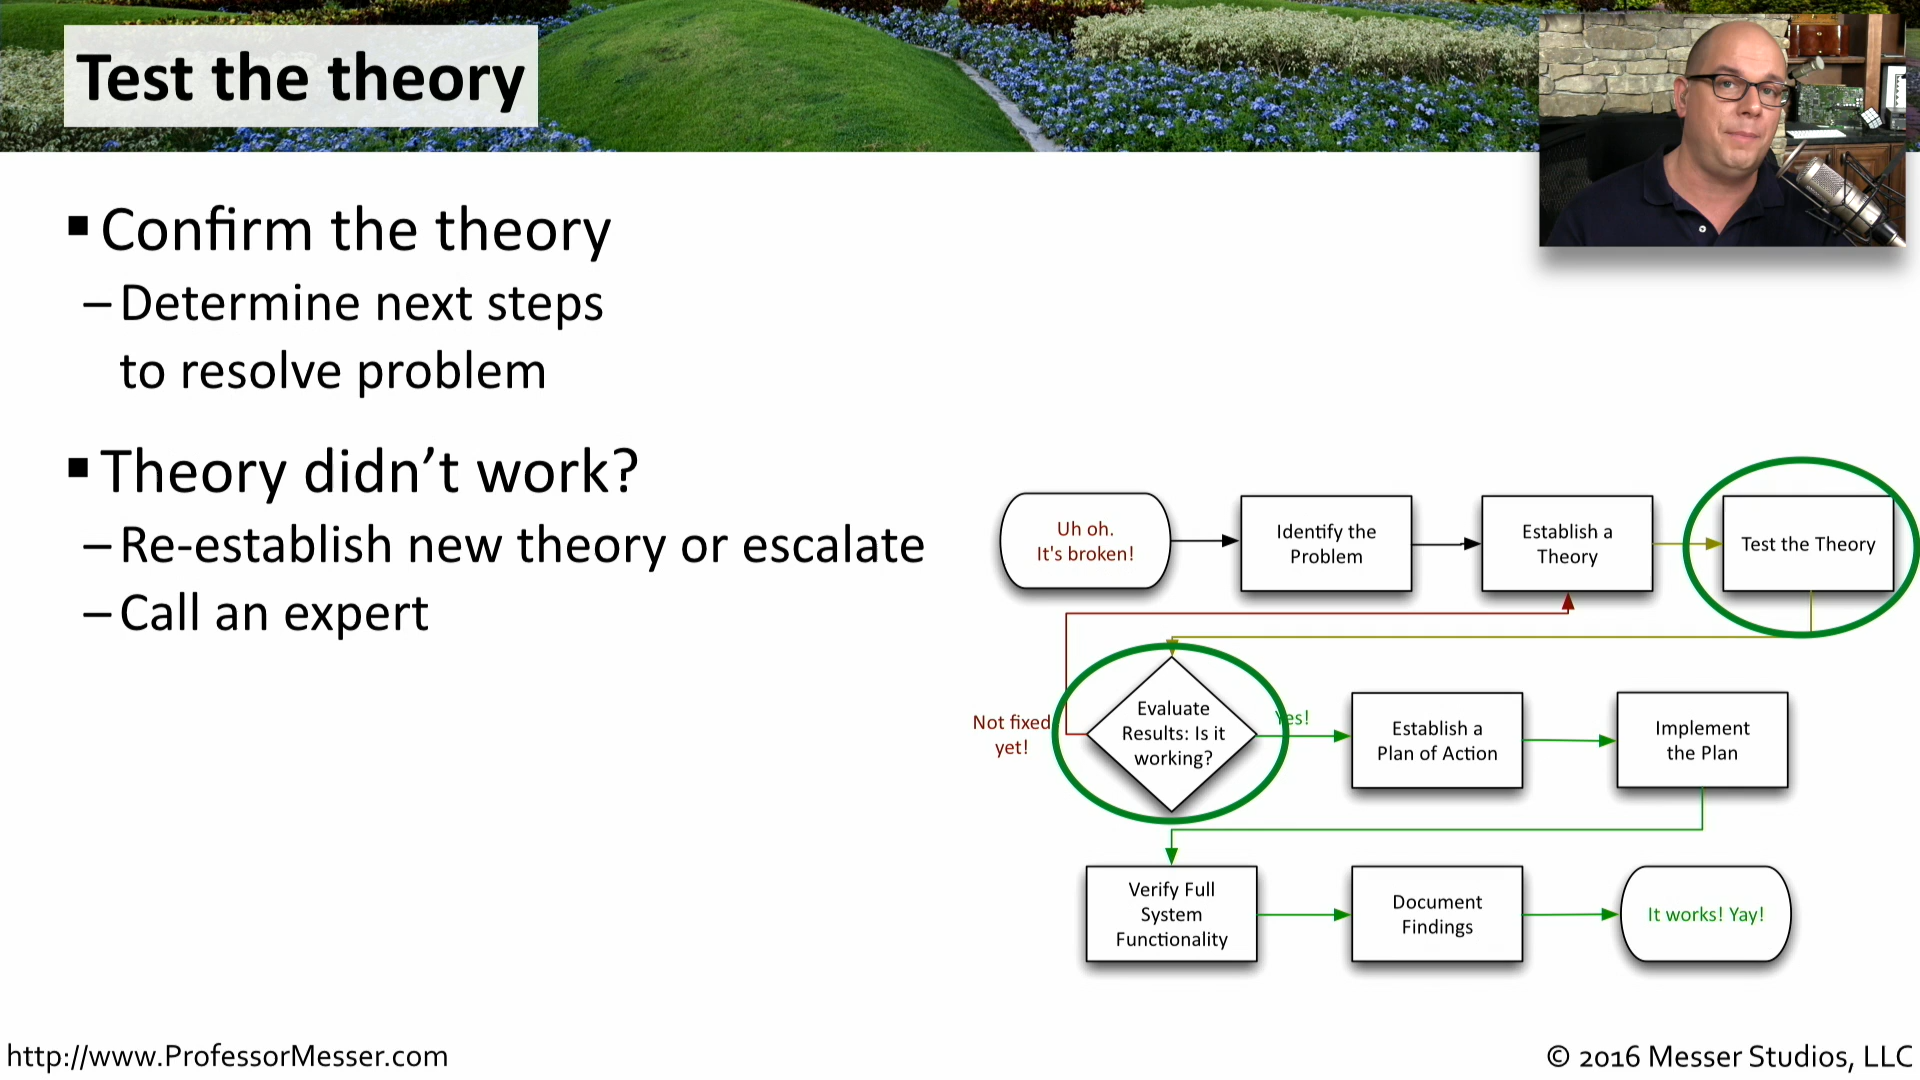 Test the theory
▪ Confirm the theory
– Determine next steps
to resolve problem
▪ Theory didn’t work?
– Re-establish new theory or escalate
– Call an expert
Uh oh.
It's broken!
Identify the
Problem
Establish a
Theory
Test the Theory
Not fixed
yet!
Evaluate
Results: Is it
working?
Yes!
Establish a
Plan of Action
Implement
the Plan
Verify Full
System
Functionality
Document
Findings
It works! Yay!
http://www.ProfessorMesser.com
© 2016 Messer Studios, LLC